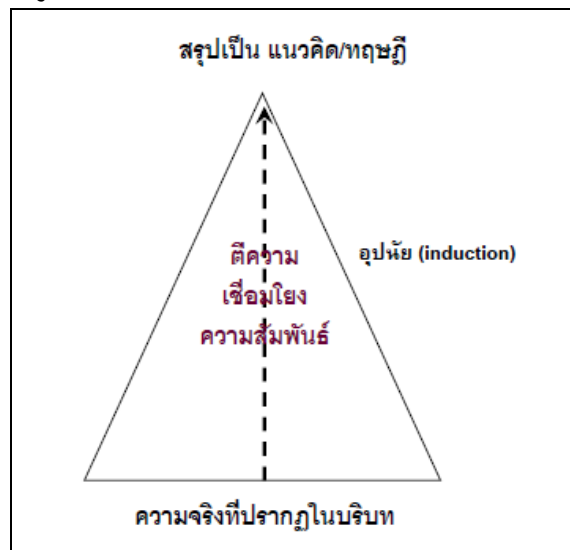 สรุปเป็น แนวคิด/ทฤษฎี
ตีความ
อุปนัย (induction)
เชื่อมโยง
ความสัมพันธ์
ความจริงที่ปรากฏในบริบท